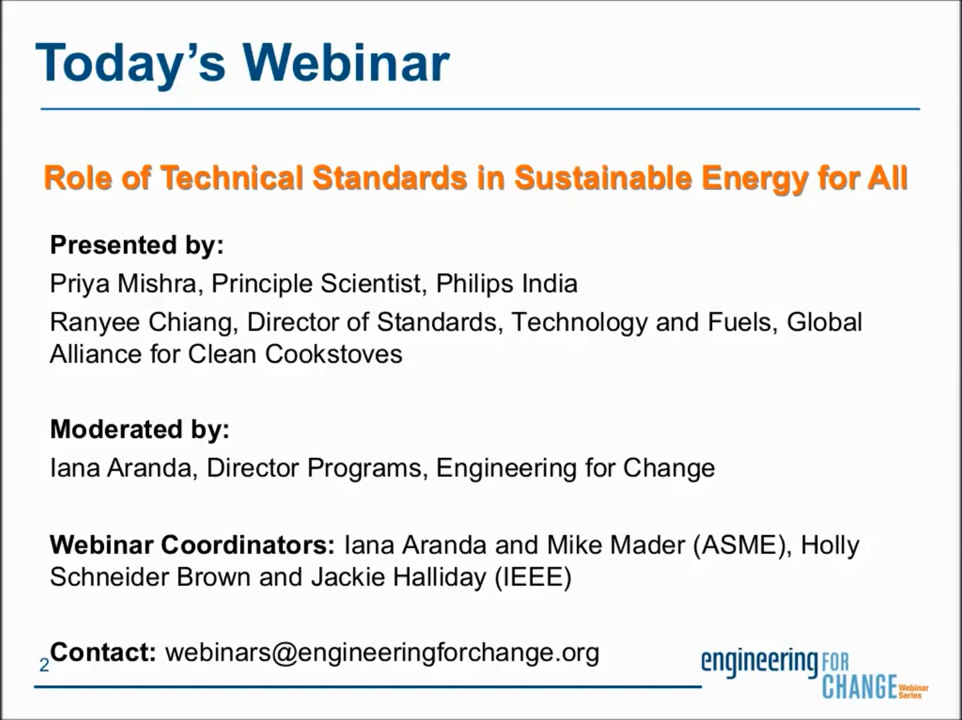 Today's Webinar
Role of Technical Standards in Sustainable Energy for All
Presented by:
Priya Mishra, Principle Scientist, Philips India
Ranyee Chiang, Director of Standards, Technology and Fuels, Global
Alliance for Clean Cookstoves
Moderated by:
Iana Aranda, Director Programs, Engineering for Change
Webinar Coordinators: Iana Aranda and Mike Mader (ASME), Holly
Schneider Brown and Jackie Halliday (IEEE)
Contact: webinars@engineeringforchange.org
2
engineering FOR
CHANGE Webinar
Series